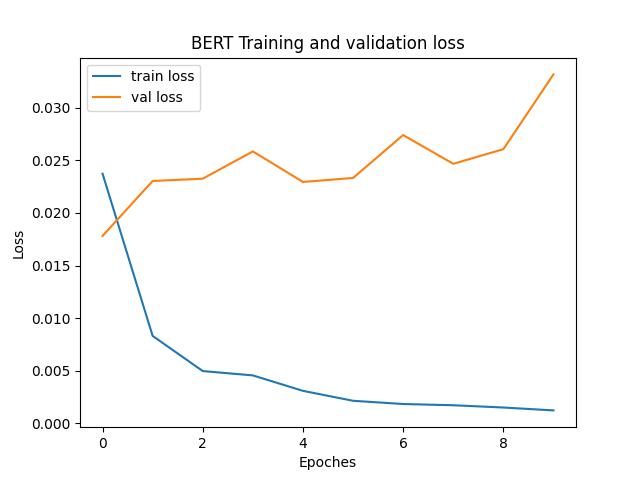 BERT Training and validation loss
train loss
val loss
0.030
0.025
0.020
0.015
0.010
0.005
0.000
Loss
0 2 4 6 8
Epoches